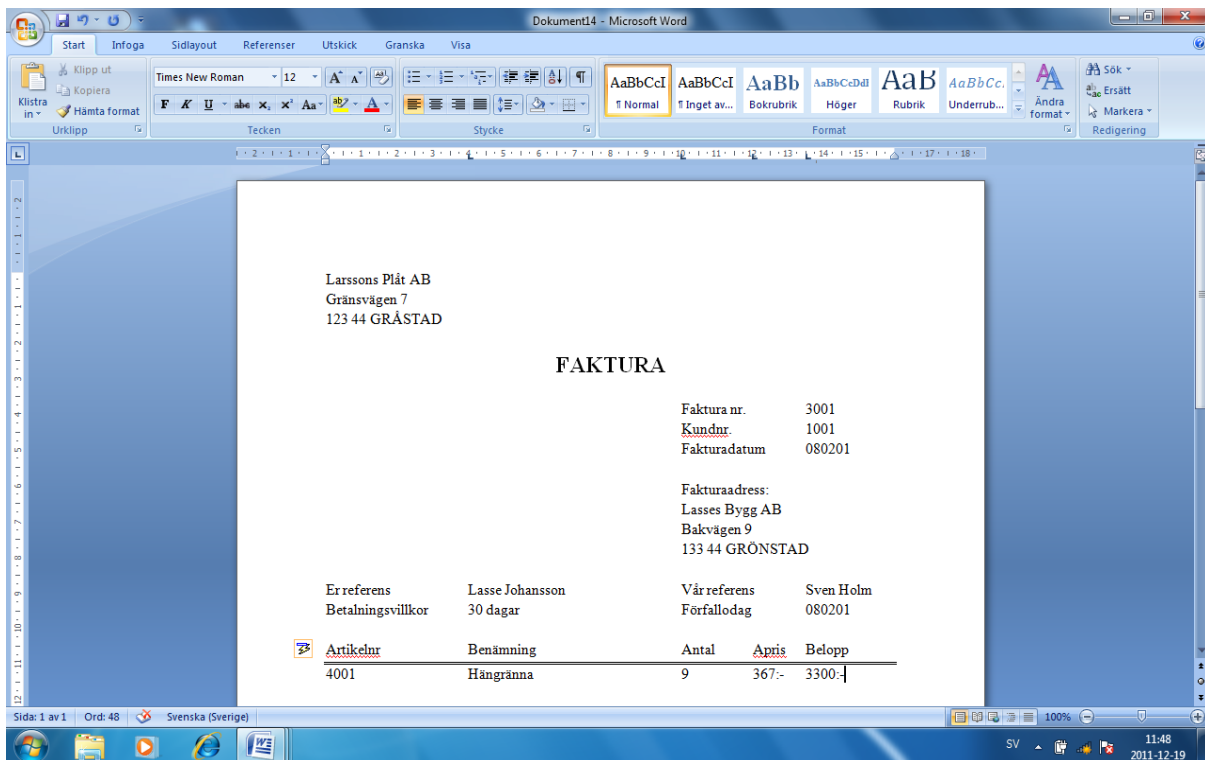 Dokument14 - Microsoft Word
Start Infoga Sidlayout Referenser Utskick Granska Visa
Klistra in
Klipp ut
Kopiera
Hämta format
Urklipp
Times New Roman 12
F K U abe x₂ x² Aa
Tecken
Stycke
AaBbCcI AaBbCcI AaBb AaBbCcDdI AaB AaBbCc.
¶ Normal ¶ Inget av... Bokrubrik Höger Rubrik Underrub...
Ändra format
Format
Sök
Ersätt
Markera
Redigering
Larssons Plåt AB
Gränsvägen 7
123 44 GRÅSTAD
FAKTURA
Faktura nr. 3001
Kundnr. 1001
Fakturadatum 080201
Fakturaadress:
Lasses Bygg AB
Bakvägen 9
133 44 GRÖNSTAD
Er referens Lasse Johansson Vår referens Sven Holm
Betalningsvillkor 30 dagar Förfallodag 080201
Artikelnr Benämning Antal Apris Belopp
4001 Hängränna 9 367:- 3300:-
Sida: 1 av 1 Ord: 48 Svenska (Sverige) 100%
SV 11:48
2011-12-19